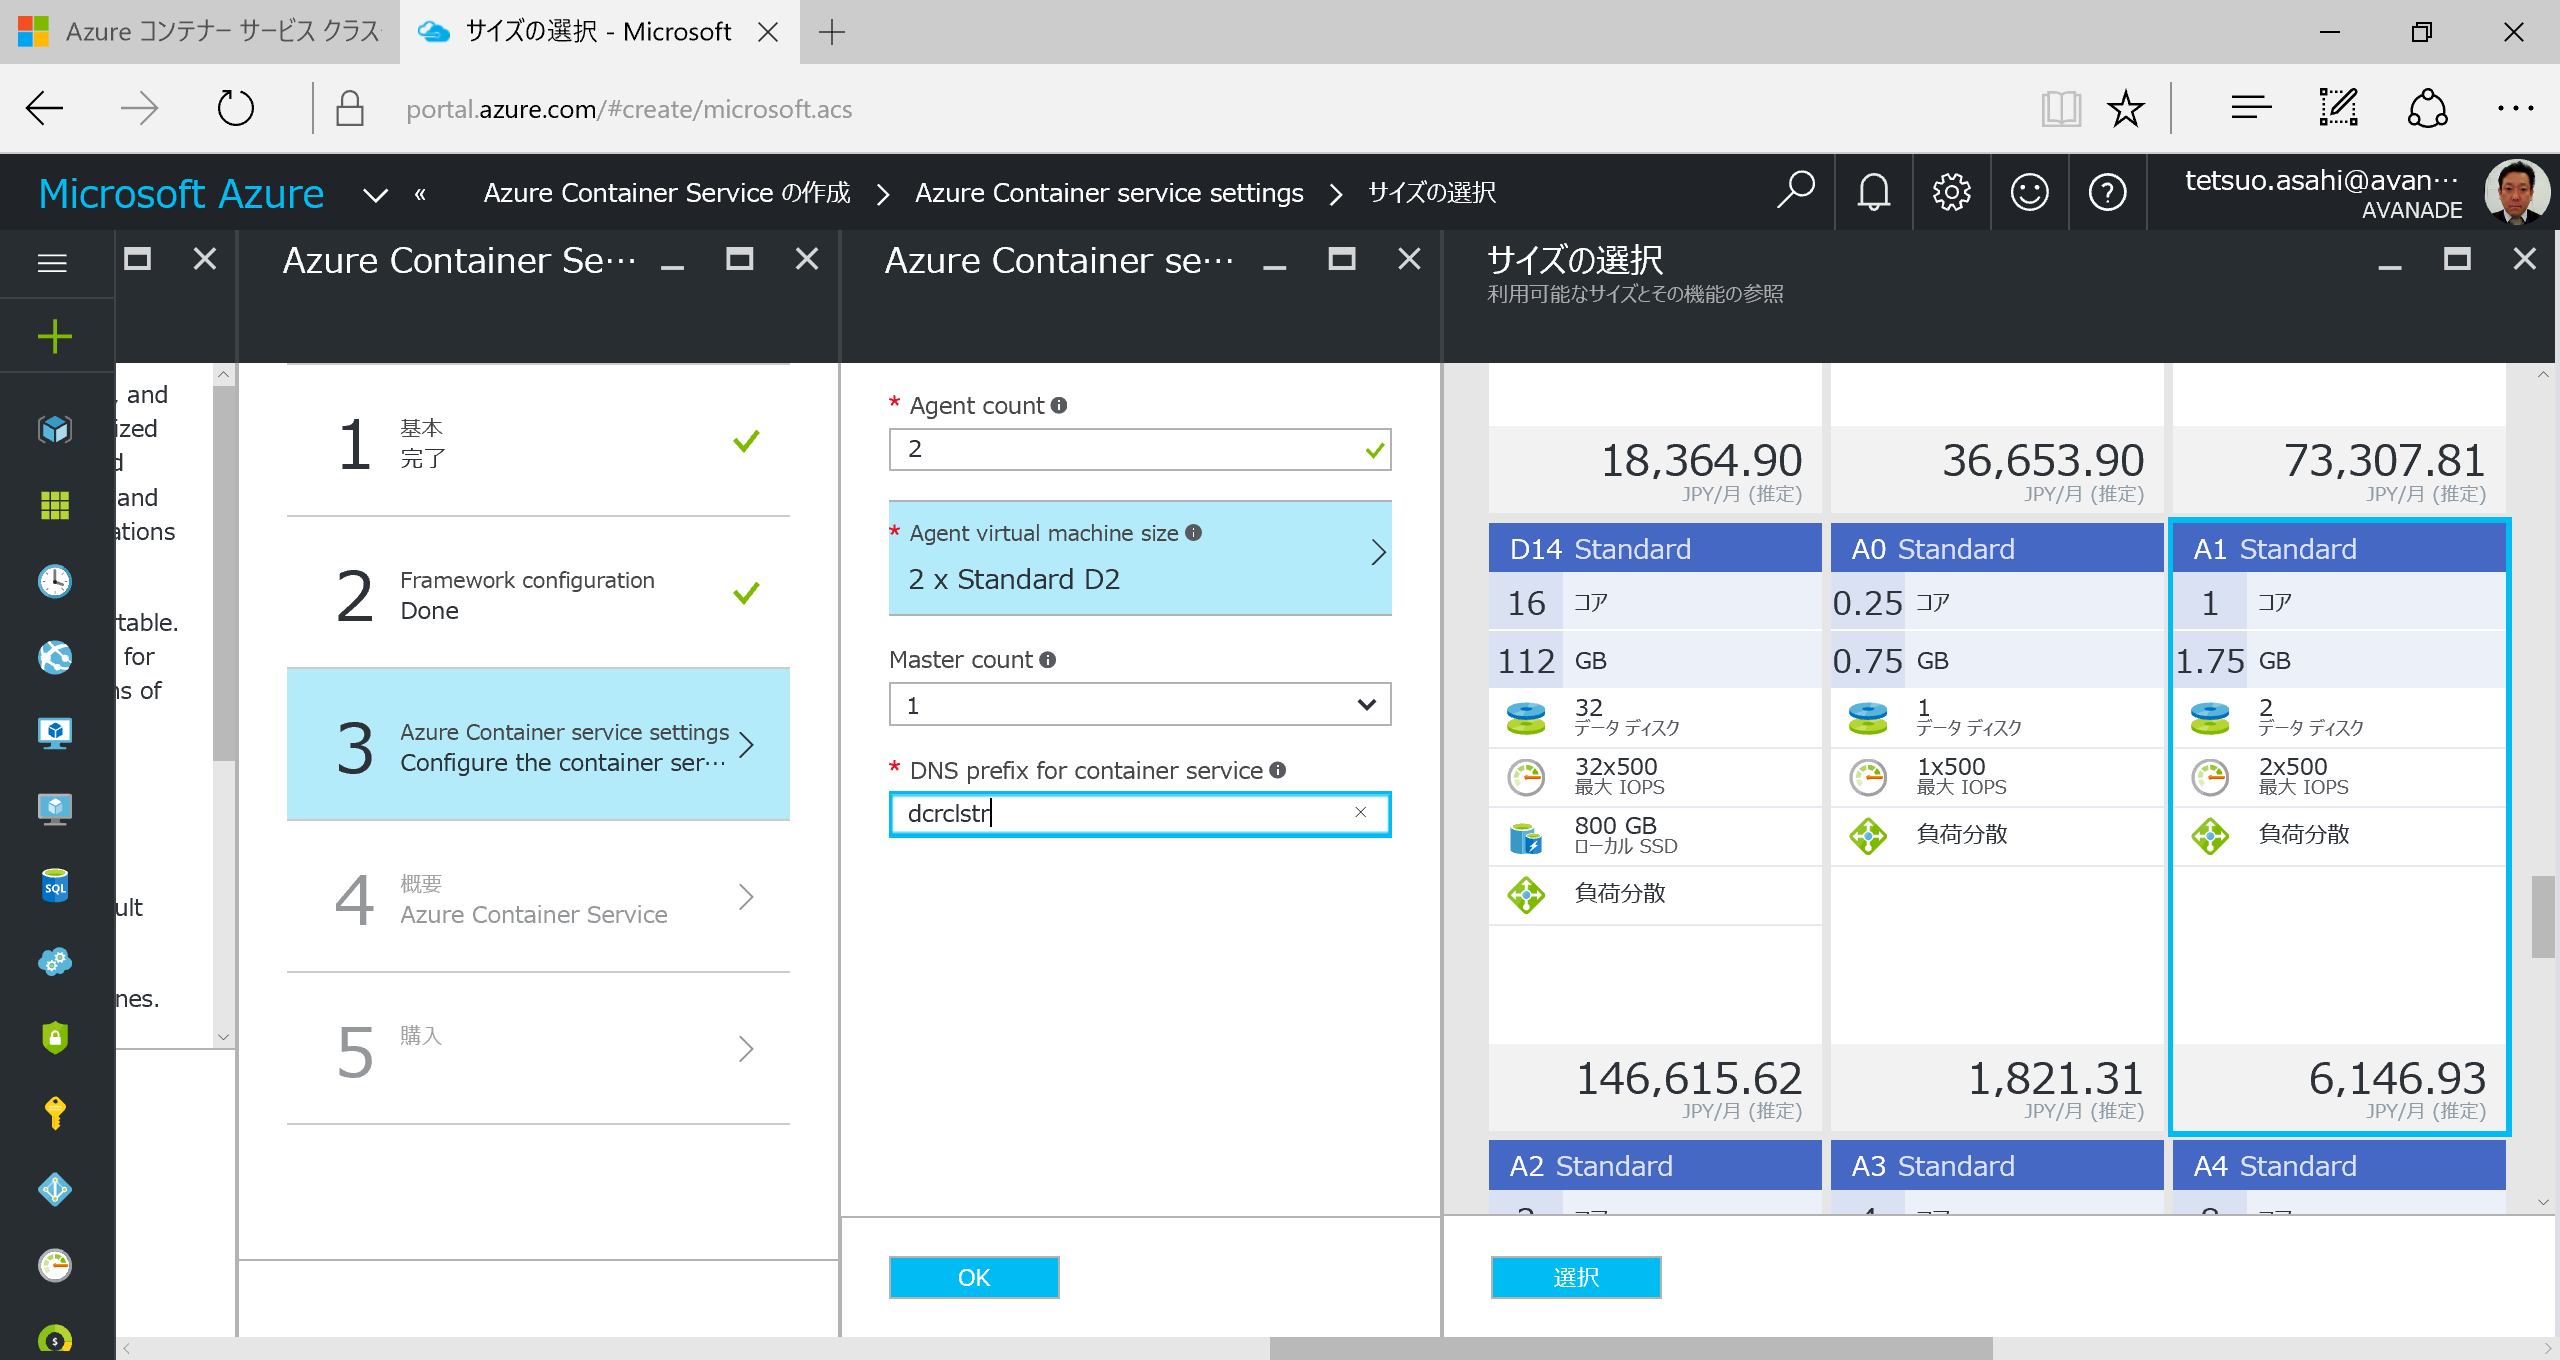 Azure コンテナー サービス クラス
サイズの選択 - Microsoft
portal.azure.com/#create/microsoft.acs
Microsoft Azure
«
Azure Container Service の作成
Azure Container service settings
サイズの選択
tetsuo.asahi@avan···
AVANADE
Azure Container Se···
Azure Container se···
サイズの選択
利用可能なサイズとその機能の参照
, and
ized
d
and
ations
table.
for
ns of
ult
nes.
1
基本
完了
2
Framework configuration
Done
3
Azure Container service settings
Configure the container ser···
4
概要
Azure Container Service
5
購入
* Agent count
2
* Agent virtual machine size
2 x Standard D2
Master count
1
* DNS prefix for container service
dcrclstr
OK
18,364.90
JPY/月 (推定)
36,653.90
JPY/月 (推定)
73,307.81
JPY/月 (推定)
D14 Standard
16 コア
112 GB
32
データ ディスク
32x500
最大 IOPS
800 GB
ローカル SSD
負荷分散
146,615.62
JPY/月 (推定)
A0 Standard
0.25 コア
0.75 GB
1
データ ディスク
1x500
最大 IOPS
負荷分散
1,821.31
JPY/月 (推定)
A1 Standard
1 コア
1.75 GB
2
データ ディスク
2x500
最大 IOPS
負荷分散
6,146.93
JPY/月 (推定)
A2 Standard
2 コア
A3 Standard
4 コア
A4 Standard
8 コア
選択
SQL
$